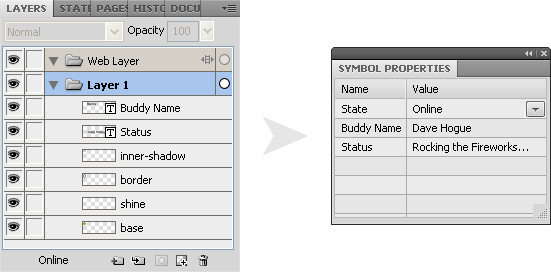 LAYERS STATE PAGES HISTO DOCU
Normal Opacity 100
Web Layer
Layer 1
Buddy Name
Status
inner-shadow
border
shine
base
Online
SYMBOL PROPERTIES
Name Value
State Online
Buddy Name Dave Hogue
Status Rocking the Fireworks...